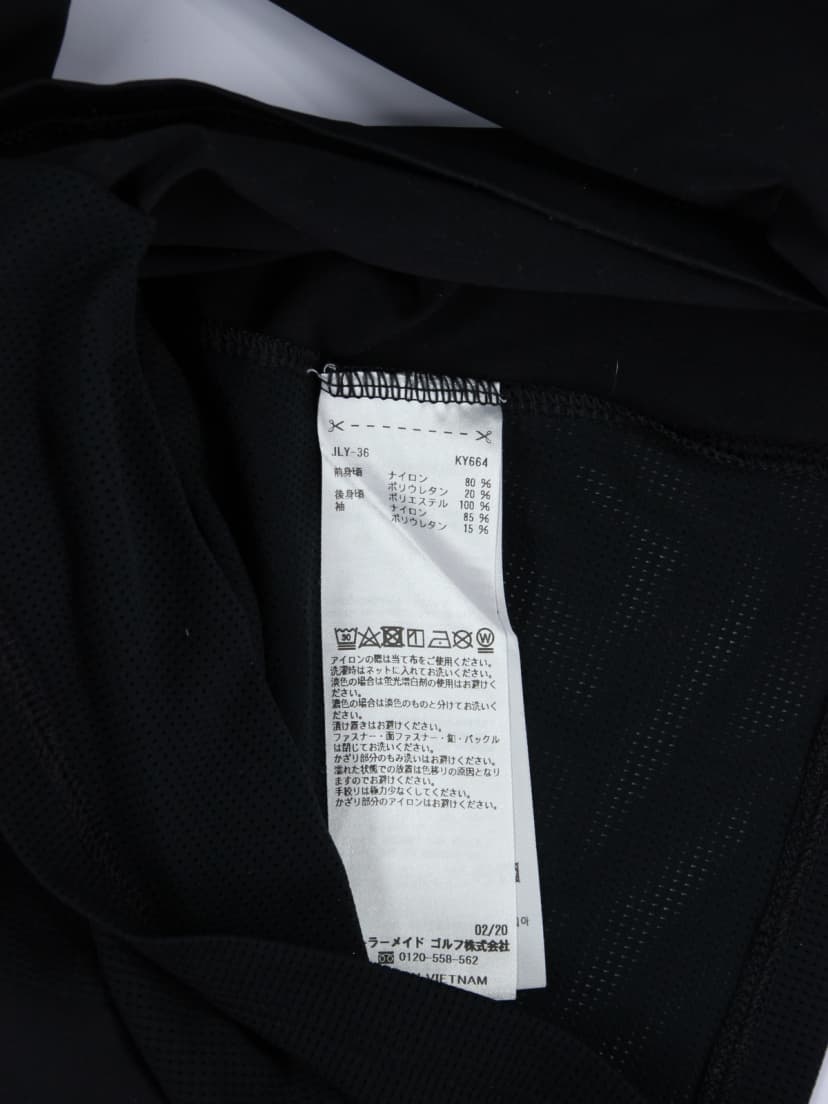 JLY-36 KY664
前身頃 ナイロン 80 %
ポリウレタン 20 %
後身頃 ポリエステル 100 %
袖 ナイロン 85 %
ポリウレタン 15 %
30
アイロンの際は当て布をご使用ください。
洗濯時はネットに入れてお洗いください。
淡色の場合は蛍光増白剤の使用はお避けく
ださい。
濃色の場合は淡色のものと分けてお洗いく
ださい。
漬け置きはお避けください。
ファスナー・面ファスナー・釦・バックル
は閉じてお洗いください。
かざり部分のもみ洗いはお避けください。
濡れた状態での放置は色移りの原因となり
ますのでお避けください。
手絞りは極力少なくしてください。
かざり部分のアイロンはお避けください。
02/20
ーラーメイド ゴルフ株式会社
0120-558-562
VIETNAM